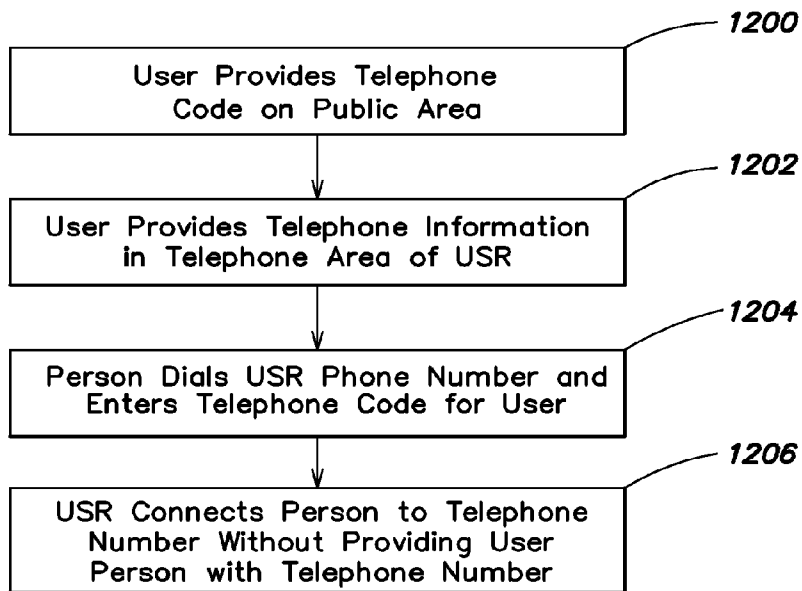 1200
User Provides Telephone
Code on Public Area
1202
User Provides Telephone Information
in Telephone Area of USR
1204
Person Dials USR Phone Number and
Enters Telephone Code for User
1206
USR Connects Person to Telephone
Number Without Providing User
Person with Telephone Number